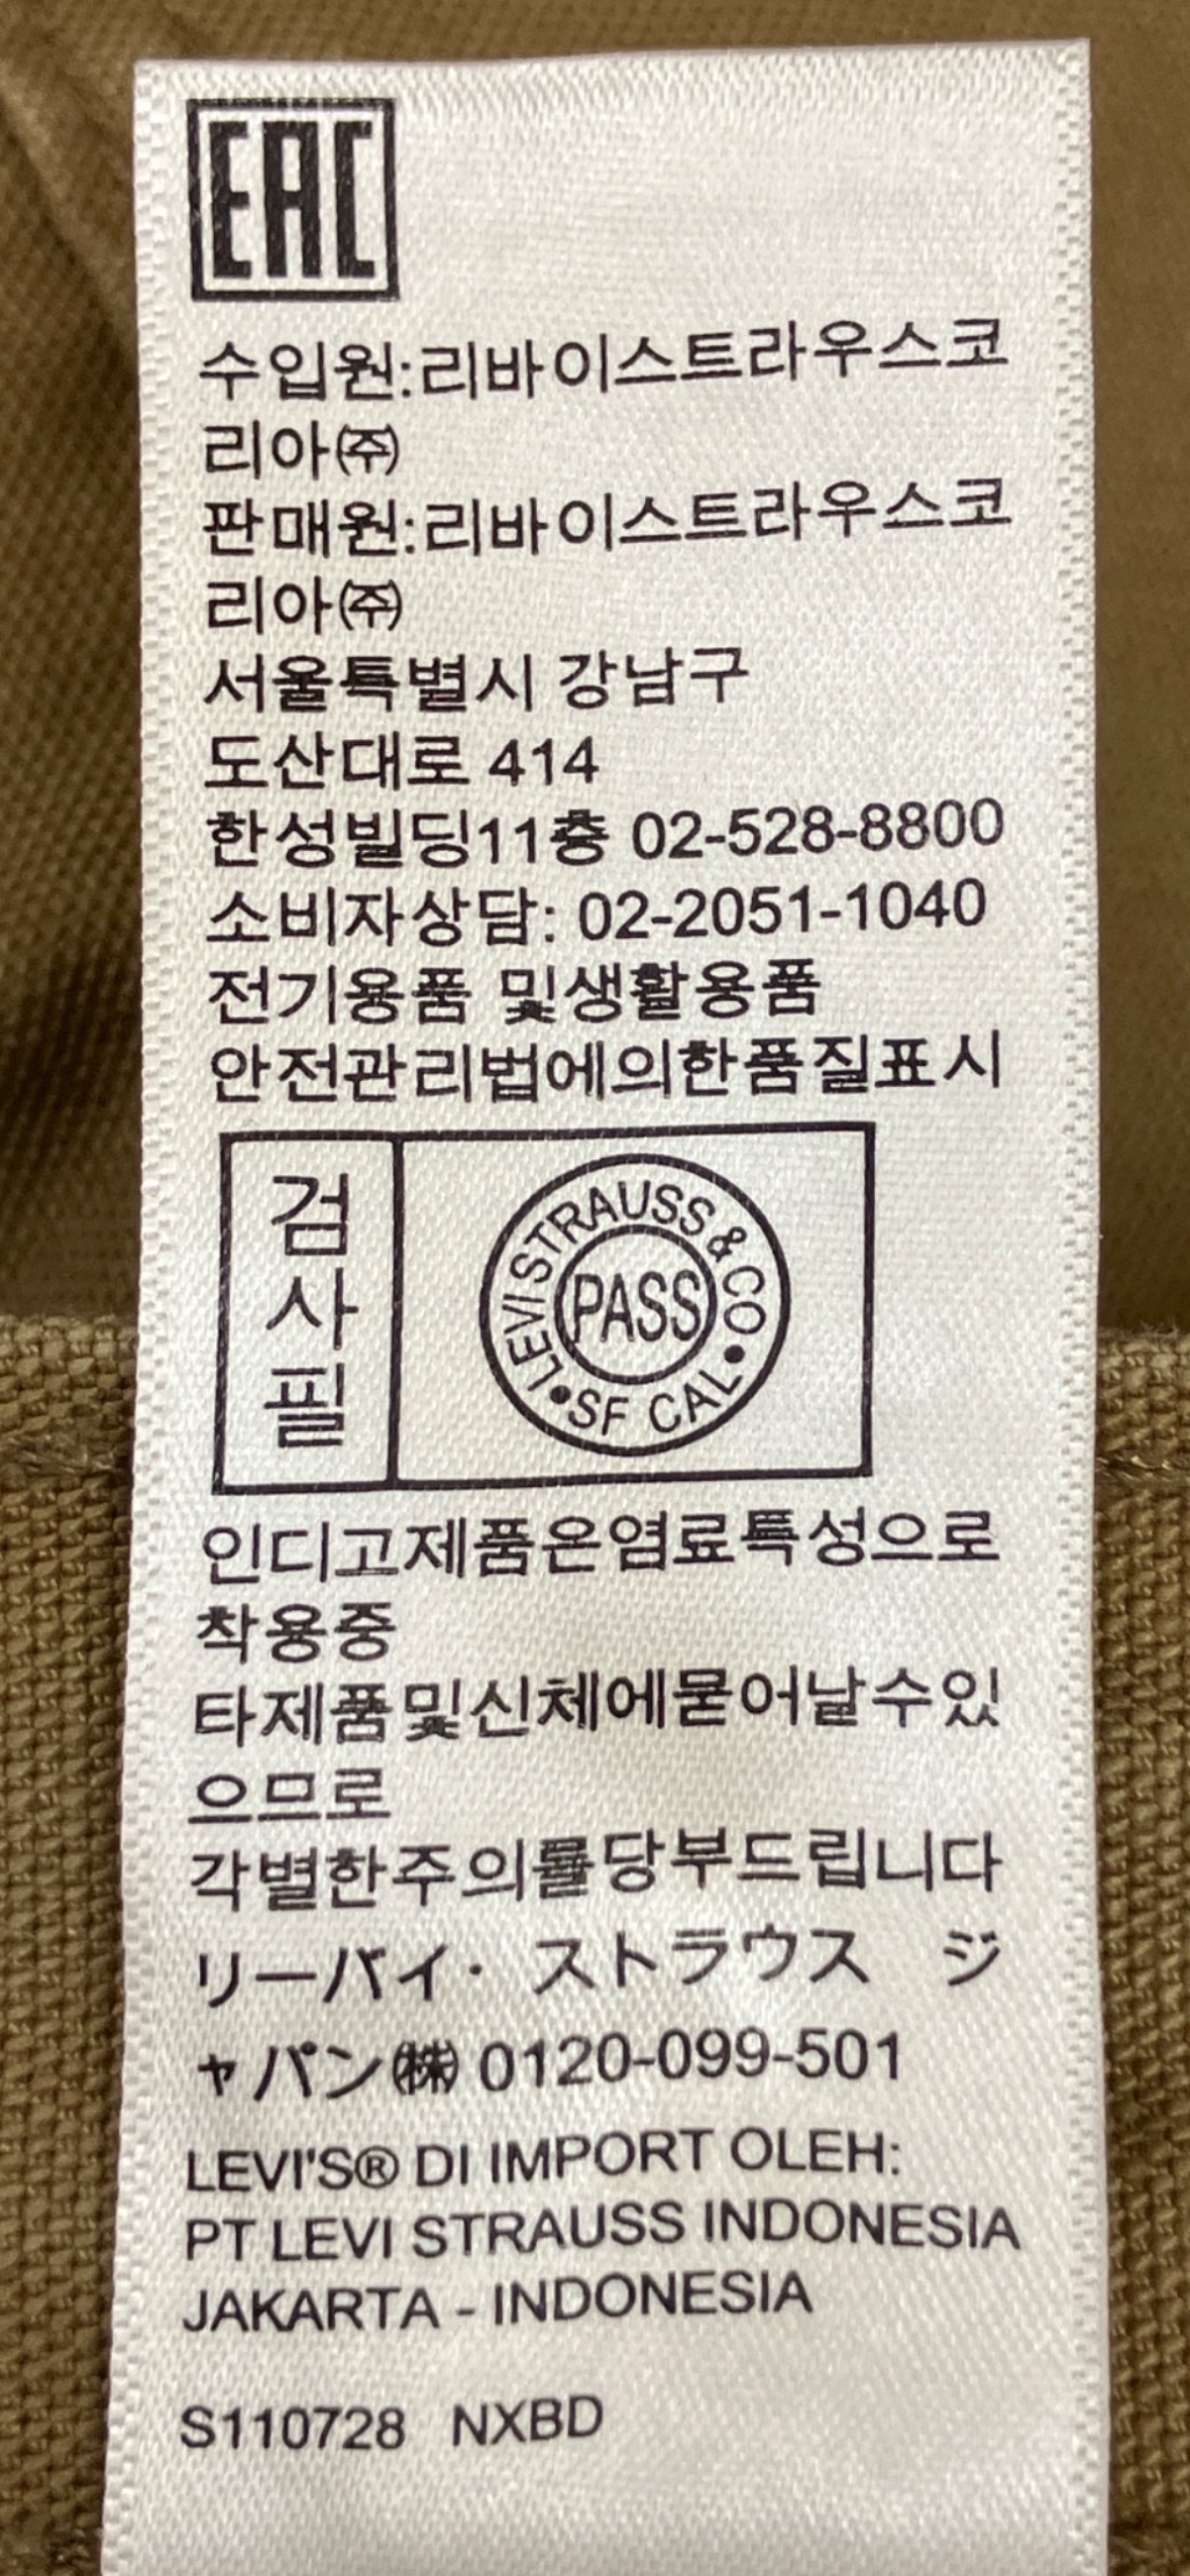 EAC
수입원:리바이스트라우스코
리아㈜
판매원:리바이스트라우스코
리아㈜
서울특별시 강남구
도산대로 414
한성빌딩11층 02-528-8800
소비자상담: 02-2051-1040
전기용품 및생활용품
안전관리법에의한품질표시
검
사
필
LEVI STRAUSS & CO
PASS
•SF CAL•
인디고제품은염료특성으로
착용중
타제품및신체에묻어날수있
으므로
각별한주의를당부드립니다
リーバイ・ストラウス ジ
ャパン㈱ 0120-099-501
LEVI'S® DI IMPORT OLEH:
PT LEVI STRAUSS INDONESIA
JAKARTA - INDONESIA
S110728 NXBD